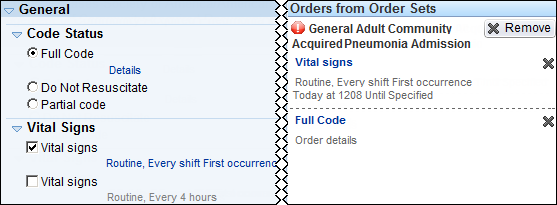 General
Code Status
Full Code
Details
Do Not Resuscitate
Partial code
Vital Signs
Vital signs
Routine, Every shift First occurrenc
Vital signs
Routine, Every 4 hours
Orders from Order Sets
General Adult Community
Acquired Pneumonia Admission
Remove
Vital signs
Routine, Every shift First occurrence
Today at 1208 Until Specified
Full Code
Order details